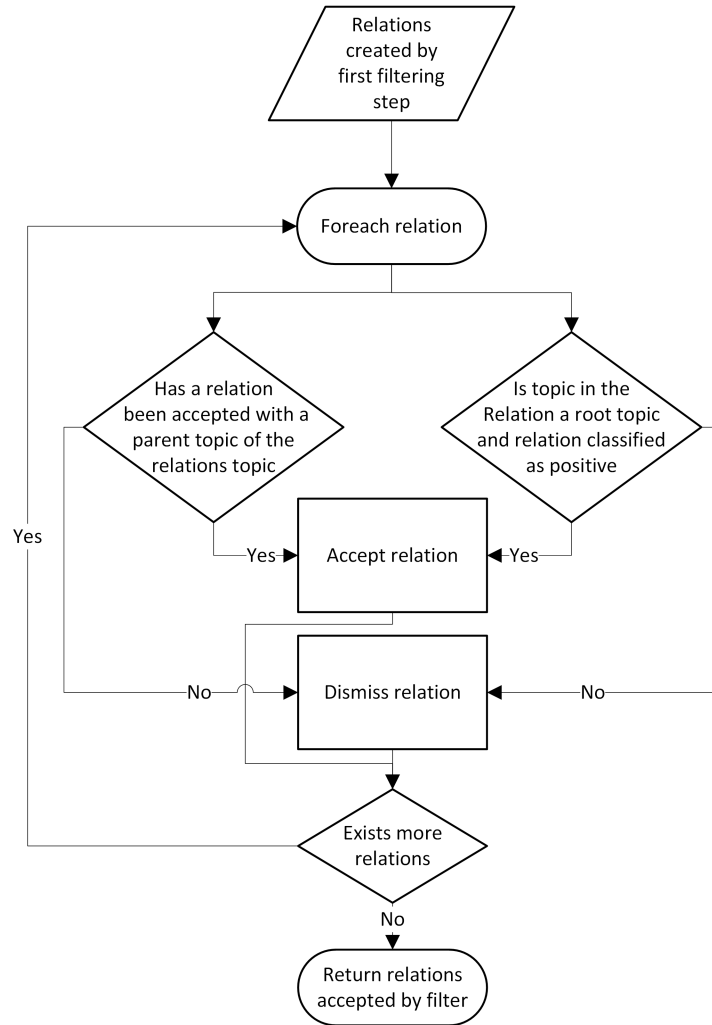 Relations
created by
first filtering
step
Foreach relation
Has a relation
been accepted with a
parent topic of the
relations topic
Is topic in the
Relation a root topic
and relation classified
as positive
Yes
Yes
Accept relation
Yes
No
Dismiss relation
No
Exists more
relations
No
Return relations
accepted by filter